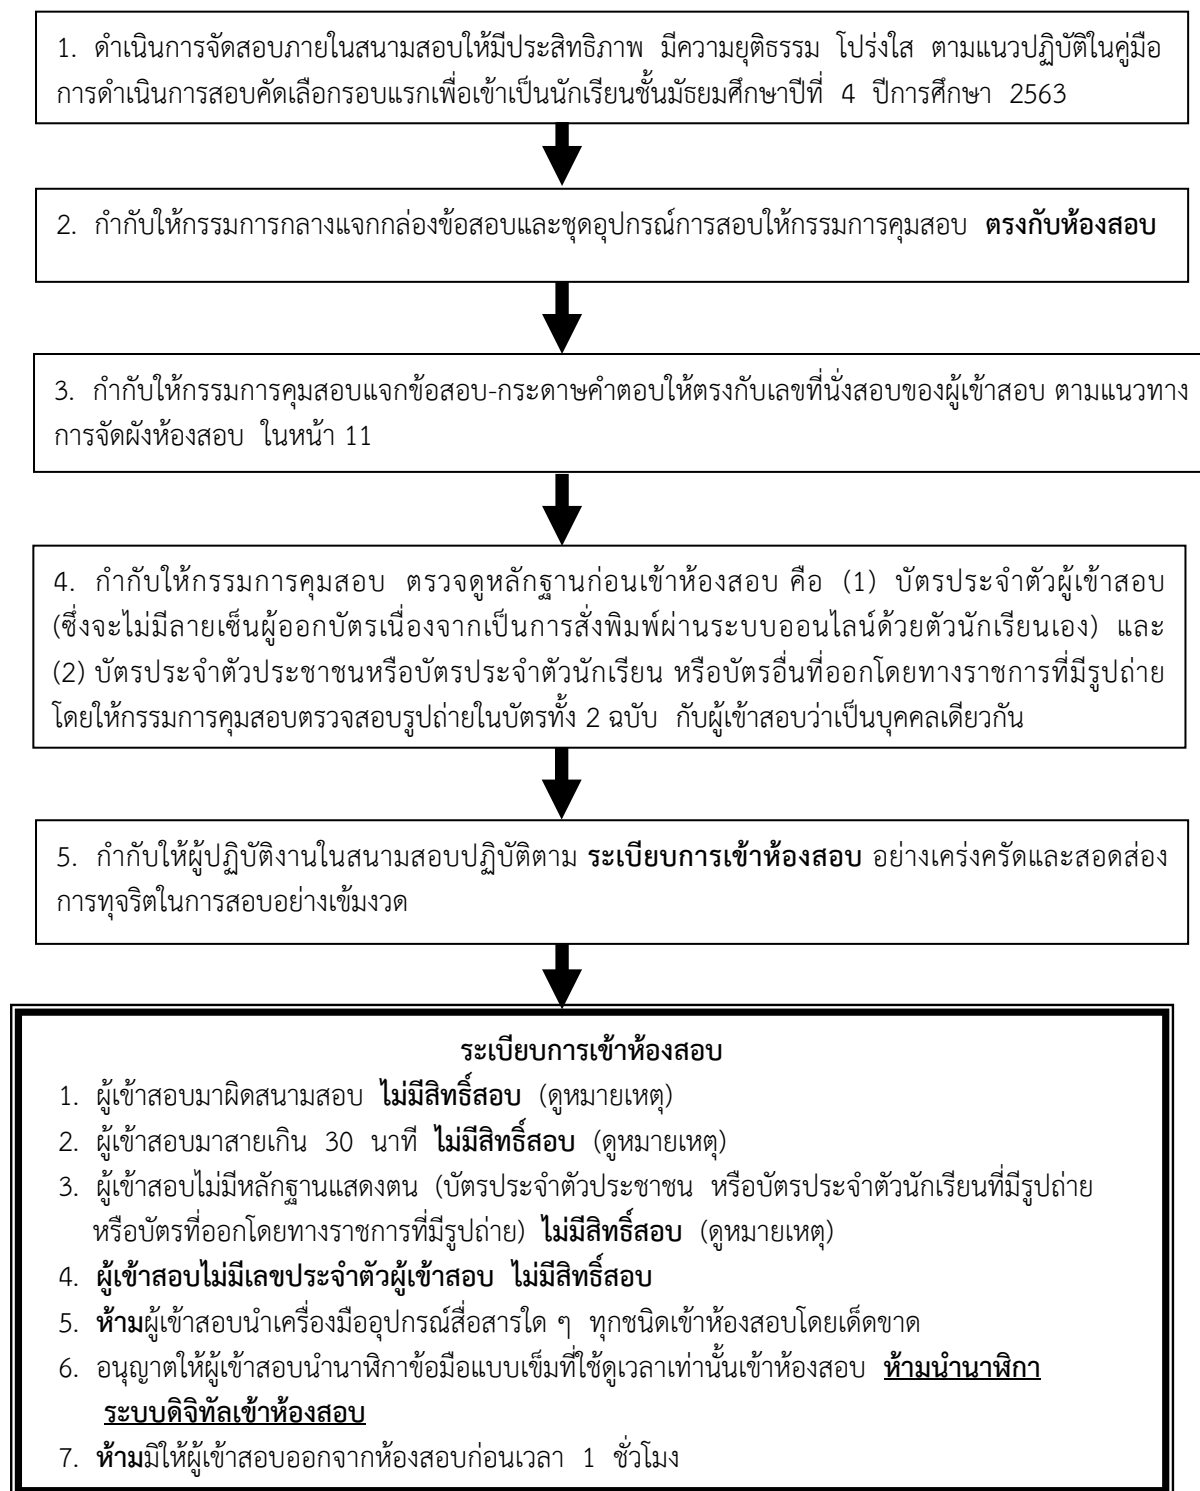 1. ดำเนินการจัดสอบภายในสนามสอบให้มีประสิทธิภาพ มีความยุติธรรม โปร่งใส ตามแนวปฏิบัติในคู่มือ
การดำเนินการสอบคัดเลือกรอบแรกเพื่อเข้าเป็นนักเรียนชั้นมัธยมศึกษาปีที่ 4 ปีการศึกษา 2563
2. กำกับให้กรรมการกลางแจกกล่องข้อสอบและชุดอุปกรณ์การสอบให้กรรมการคุมสอบ ตรงกับห้องสอบ
3. กำกับให้กรรมการคุมสอบแจกข้อสอบ-กระดาษคำตอบให้ตรงกับเลขที่นั่งสอบของผู้เข้าสอบ ตามแนวทาง
การจัดผังห้องสอบ ในหน้า 11
4. กำกับให้กรรมการคุมสอบ ตรวจดูหลักฐานก่อนเข้าห้องสอบ คือ (1) บัตรประจำตัวผู้เข้าสอบ
(ซึ่งจะไม่มีลายเซ็นผู้ออกบัตรเนื่องจากเป็นการสั่งพิมพ์ผ่านระบบออนไลน์ด้วยตัวนักเรียนเอง) และ
(2) บัตรประจำตัวประชาชนหรือบัตรประจำตัวนักเรียน หรือบัตรอื่นที่ออกโดยทางราชการที่มีรูปถ่าย
โดยให้กรรมการคุมสอบตรวจสอบรูปถ่ายในบัตรทั้ง 2 ฉบับ กับผู้เข้าสอบว่าเป็นบุคคลเดียวกัน
5. กำกับให้ผู้ปฏิบัติงานในสนามสอบปฏิบัติตาม ระเบียบการเข้าห้องสอบ อย่างเคร่งครัดและสอดส่อง
การทุจริตในการสอบอย่างเข้มงวด
ระเบียบการเข้าห้องสอบ
1. ผู้เข้าสอบมาผิดสนามสอบ ไม่มีสิทธิ์สอบ (ดูหมายเหตุ)
2. ผู้เข้าสอบมาสายเกิน 30 นาที ไม่มีสิทธิ์สอบ (ดูหมายเหตุ)
3. ผู้เข้าสอบไม่มีหลักฐานแสดงตน (บัตรประจำตัวประชาชน หรือบัตรประจำตัวนักเรียนที่มีรูปถ่าย
หรือบัตรที่ออกโดยทางราชการที่มีรูปถ่าย) ไม่มีสิทธิ์สอบ (ดูหมายเหตุ)
4. ผู้เข้าสอบไม่มีเลขประจำตัวผู้เข้าสอบ ไม่มีสิทธิ์สอบ
5. ห้ามผู้เข้าสอบนำเครื่องมืออุปกรณ์สื่อสารใด ๆ ทุกชนิดเข้าห้องสอบโดยเด็ดขาด
6. อนุญาตให้ผู้เข้าสอบนำนาฬิกาข้อมือแบบเข็มที่ใช้ดูเวลาเท่านั้นเข้าห้องสอบ ห้ามนำนาฬิกา
ระบบดิจิทัลเข้าห้องสอบ
7. ห้ามมิให้ผู้เข้าสอบออกจากห้องสอบก่อนเวลา 1 ชั่วโมง